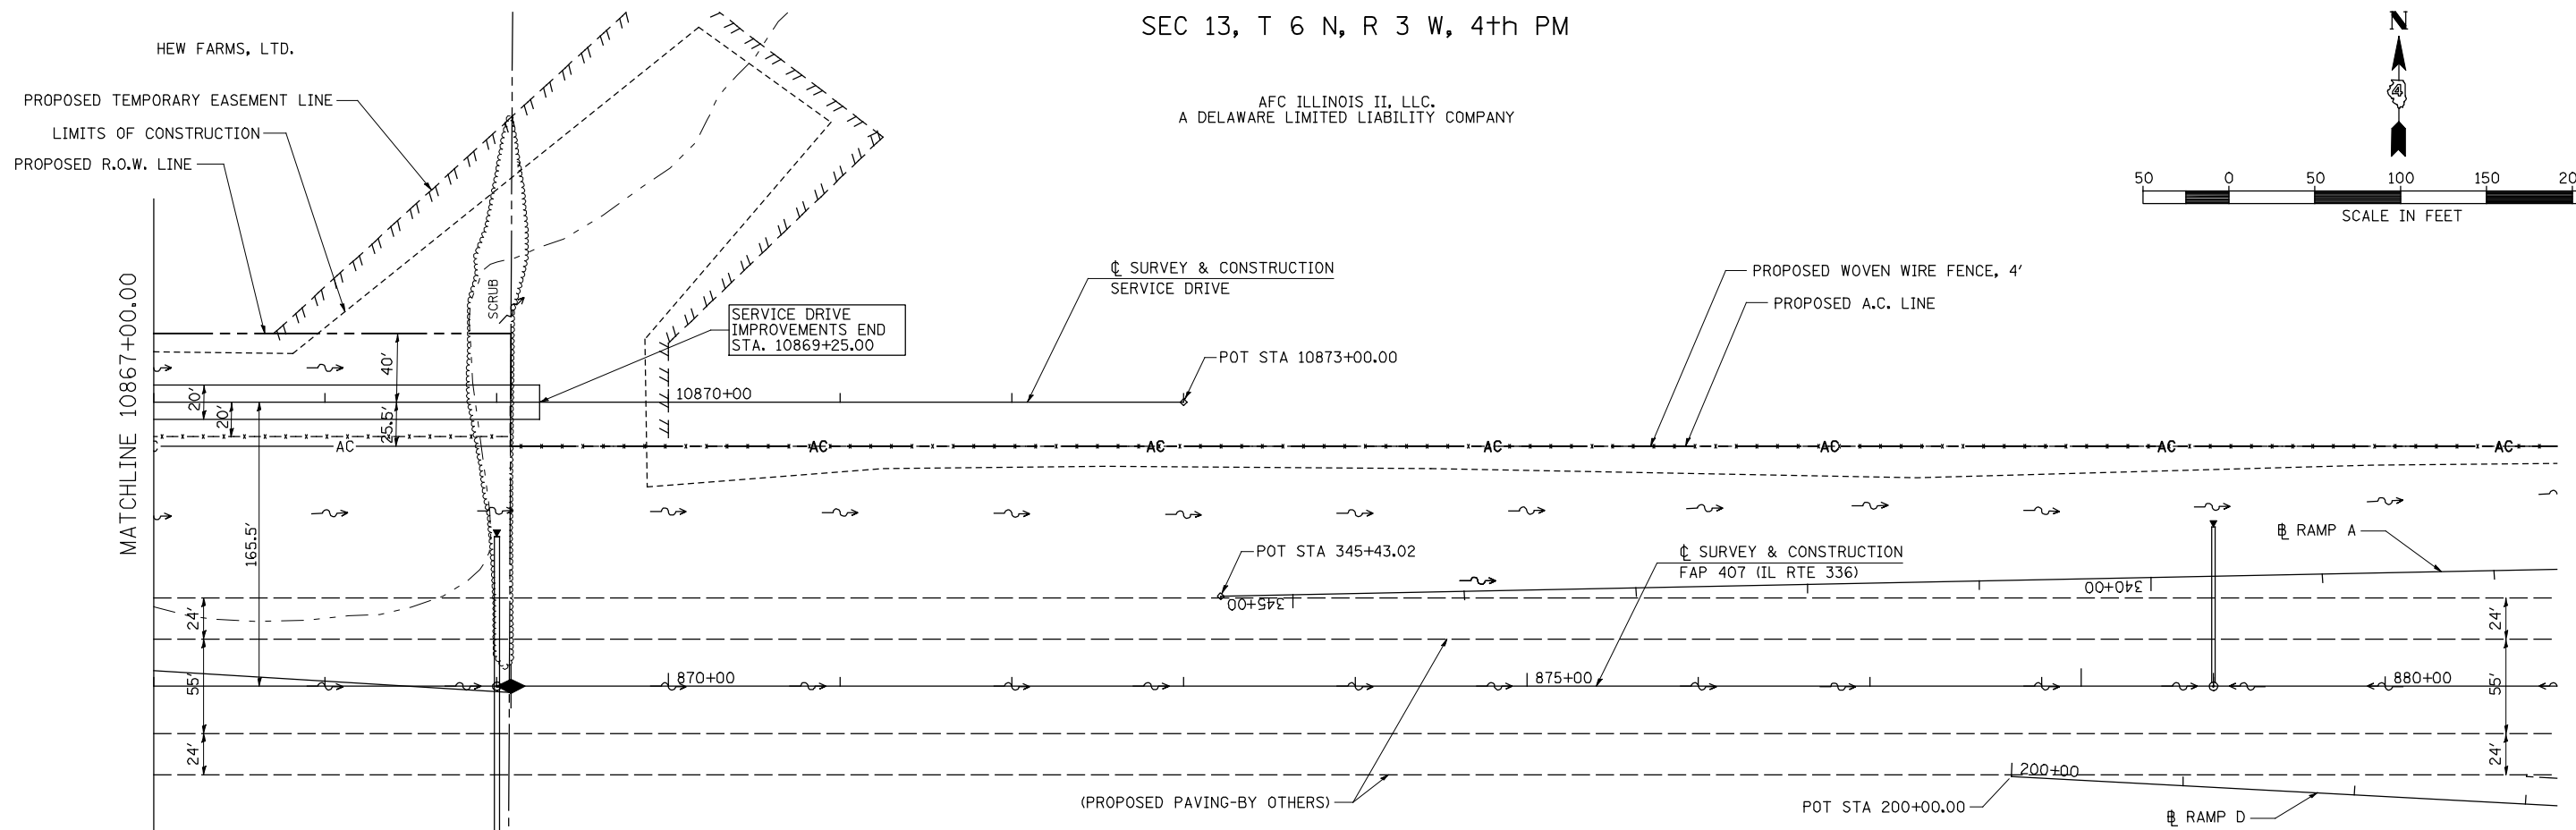 SEC 13, T 6 N, R 3 W, 4th PM
N
4
HEW FARMS, LTD.
PROPOSED TEMPORARY EASEMENT LINE
LIMITS OF CONSTRUCTION
PROPOSED R.O.W. LINE
AFC ILLINOIS II, LLC.
A DELAWARE LIMITED LIABILITY COMPANY
50 0 50 100 150 20
SCALE IN FEET
MATCHLINE 10867+00.00
SCRUB
℄ SURVEY & CONSTRUCTION
SERVICE DRIVE
PROPOSED WOVEN WIRE FENCE, 4'
PROPOSED A.C. LINE
SERVICE DRIVE
IMPROVEMENTS END
STA. 10869+25.00
POT STA 10873+00.00
40'
20'
20'
25.5'
10870+00
AC AC AC AC AC AC AC
165.5'
POT STA 345+43.02
℄ SURVEY & CONSTRUCTION
FAP 407 (IL RTE 336)
BL RAMP A
345+00
340+00
24'
24'
55'
55'
870+00
875+00
880+00
24'
24'
200+00
(PROPOSED PAVING-BY OTHERS)
POT STA 200+00.00
BL RAMP D